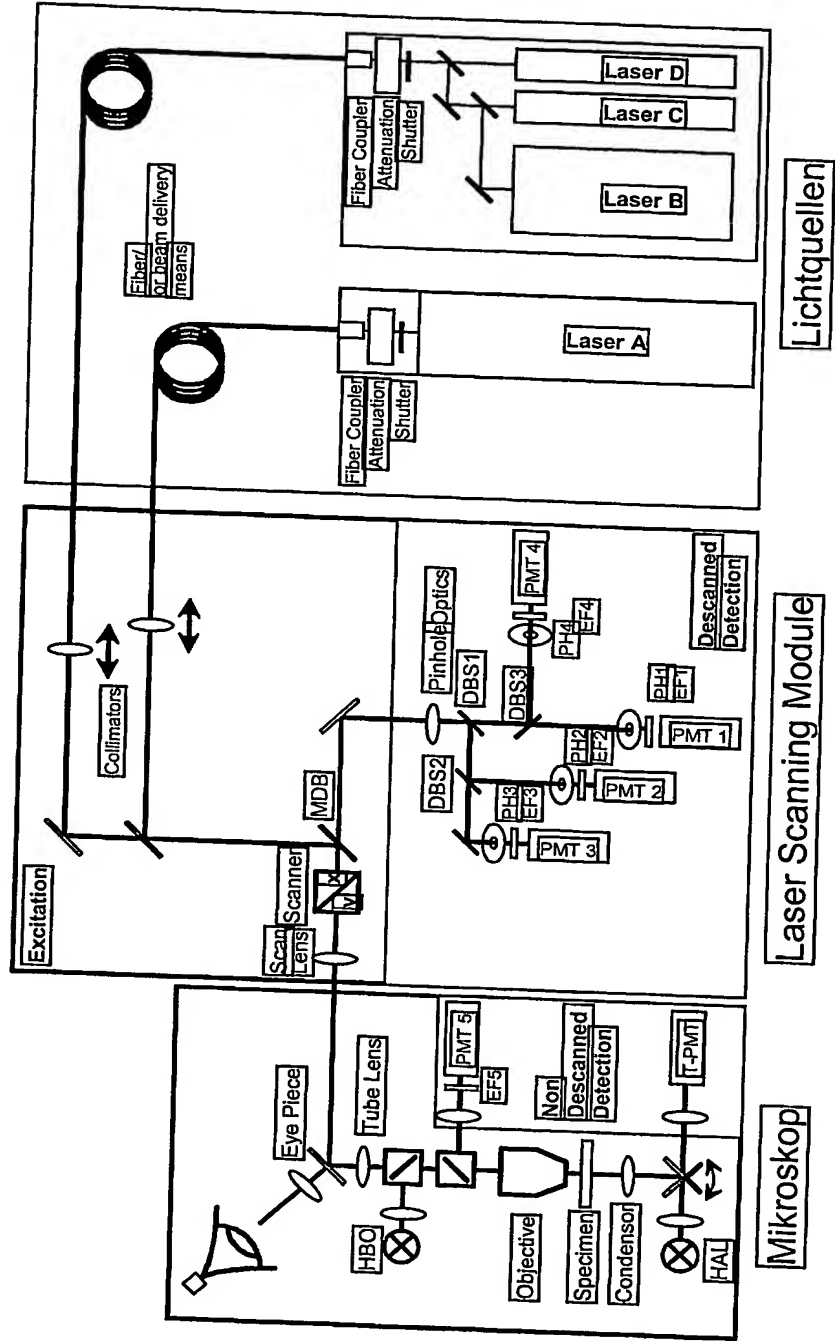 Mikroskop
Eye Piece
Tube Lens
HBO
PMT 5
EF5
Non
Descanned
Detection
Objective
Specimen
Condensor
HAL
T-PMT
Laser Scanning Module
Excitation
Collimators
Scan
Lens
Scanner
x
y
MDB
PinholeOptics
DBS1
DBS2
DBS3
PMT 4
PH4
EF4
PH1
EF1
PMT 1
PH2
EF2
PMT 2
PH3
EF3
PMT 3
Descanned
Detection
Lichtquellen
Fiber/
or beam delivery
means
Fiber Coupler
Attenuation
Shutter
Laser A
Fiber Coupler
Attenuation
Shutter
Laser D
Laser C
Laser B